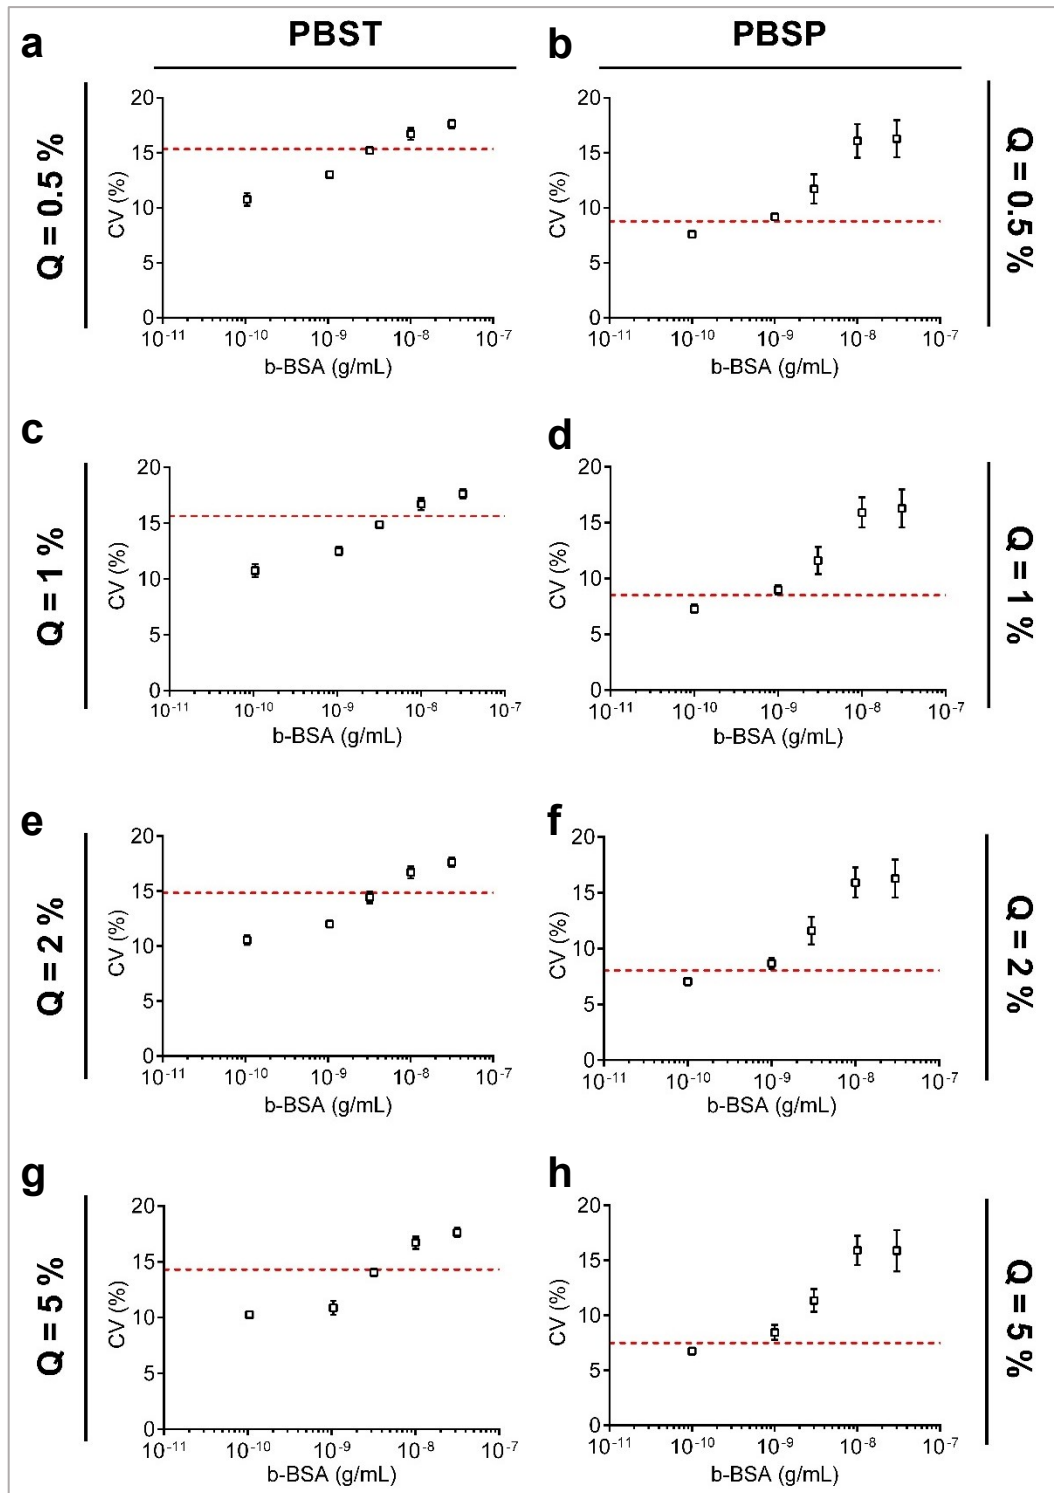 PBST
PBSP
a
Q = 0.5 %
CV (%)
20
15
10
5
0
10-11
10-10
10-9
10-8
10-7
b-BSA (g/mL)
b
Q = 0.5 %
CV (%)
20
15
10
5
0
10-11
10-10
10-9
10-8
10-7
b-BSA (g/mL)
c
Q = 1 %
CV (%)
20
15
10
5
0
10-11
10-10
10-9
10-8
10-7
b-BSA (g/mL)
d
Q = 1 %
CV (%)
20
15
10
5
0
10-11
10-10
10-9
10-8
10-7
b-BSA (g/mL)
e
Q = 2 %
CV (%)
20
15
10
5
0
10-11
10-10
10-9
10-8
10-7
b-BSA (g/mL)
f
Q = 2 %
CV (%)
20
15
10
5
0
10-11
10-10
10-9
10-8
10-7
b-BSA (g/mL)
g
Q = 5 %
CV (%)
20
15
10
5
0
10-11
10-10
10-9
10-8
10-7
b-BSA (g/mL)
h
Q = 5 %
CV (%)
20
15
10
5
0
10-11
10-10
10-9
10-8
10-7
b-BSA (g/mL)